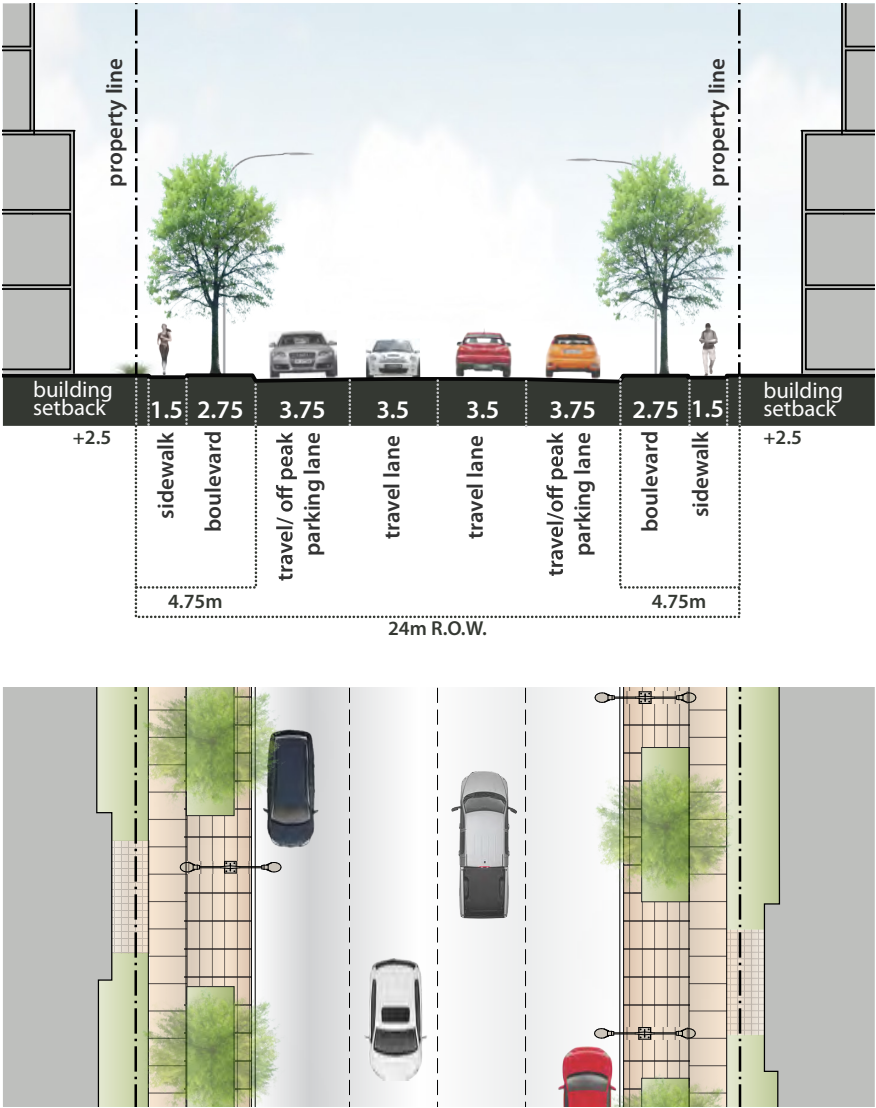 property line
property line
building
setback
1.5
2.75
3.75
3.5
3.5
3.75
2.75
1.5
building
setback
+2.5
+2.5
sidewalk
boulevard
travel/ off peak
parking lane
travel lane
travel lane
travel/off peak
parking lane
boulevard
sidewalk
4.75m
4.75m
24m R.O.W.